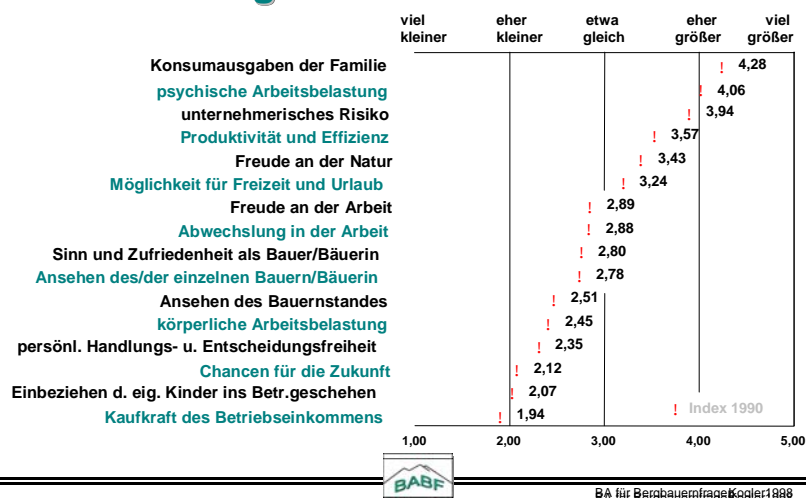 viel eher etwa eher viel
kleiner kleiner gleich größer größer
Konsumausgaben der Familie ! 4,28
psychische Arbeitsbelastung ! 4,06
unternehmerisches Risiko ! 3,94
Produktivität und Effizienz ! 3,57
Freude an der Natur ! 3,43
Möglichkeit für Freizeit und Urlaub ! 3,24
Freude an der Arbeit ! 2,89
Abwechslung in der Arbeit ! 2,88
Sinn und Zufriedenheit als Bauer/Bäuerin ! 2,80
Ansehen des/der einzelnen Bauern/Bäuerin ! 2,78
Ansehen des Bauernstandes ! 2,51
körperliche Arbeitsbelastung ! 2,45
persönl. Handlungs- u. Entscheidungsfreiheit ! 2,35
Chancen für die Zukunft ! 2,12
Einbeziehen d. eig. Kinder ins Betr.geschehen ! 2,07
Kaufkraft des Betriebseinkommens ! 1,94
! Index 1990
1,00 2,00 3,00 4,00 5,00
BABF
BA für Bergbauernfragen Kogler 1998